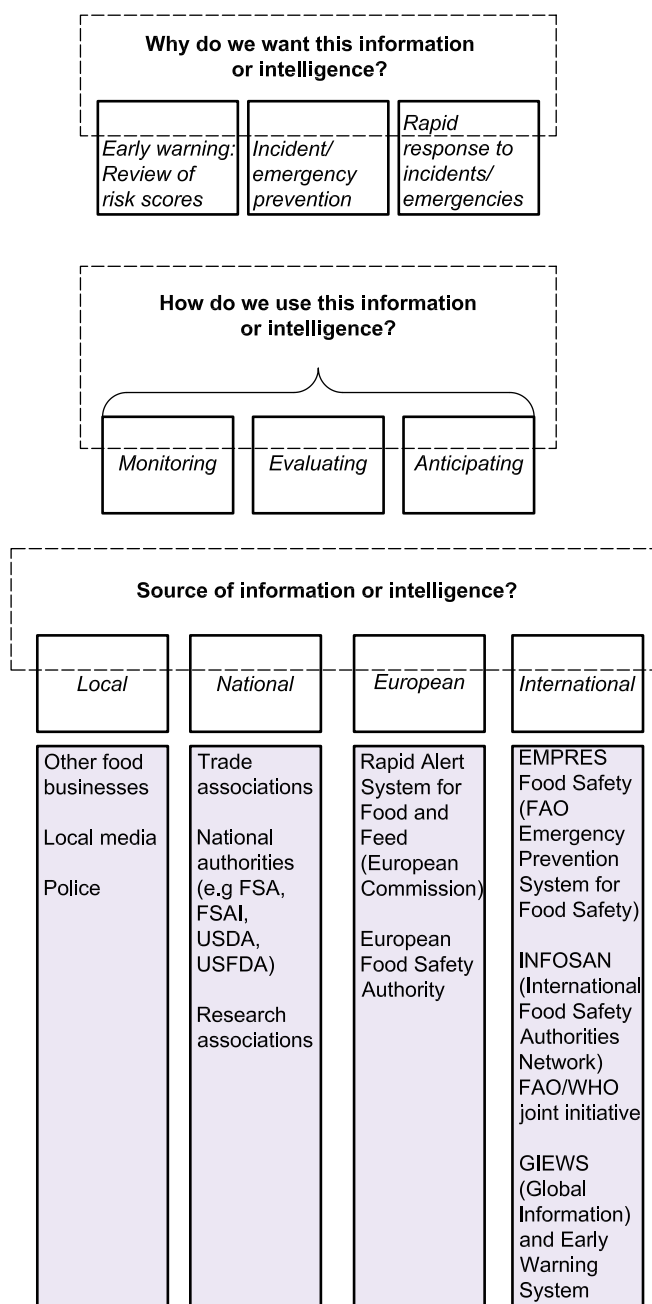 Why do we want this information
or intelligence?
Early warning:
Review of
risk scores
Incident/
emergency
prevention
Rapid
response to
incidents/
emergencies
How do we use this information
or intelligence?
Monitoring
Evaluating
Anticipating
Source of information or intelligence?
Local
National
European
International
Other food
businesses
Local media
Police
Trade
associations
National
authorities
(e.g FSA,
FSAI,
USDA,
USFDA)
Research
associations
Rapid Alert
System for
Food and
Feed
(European
Commission)
European
Food Safety
Authority
EMPRES
Food Safety
(FAO
Emergency
Prevention
System for
Food Safety)
INFOSAN
(International
Food Safety
Authorities
Network)
FAO/WHO
joint initiative
GIEWS
(Global
Information)
and Early
Warning
System